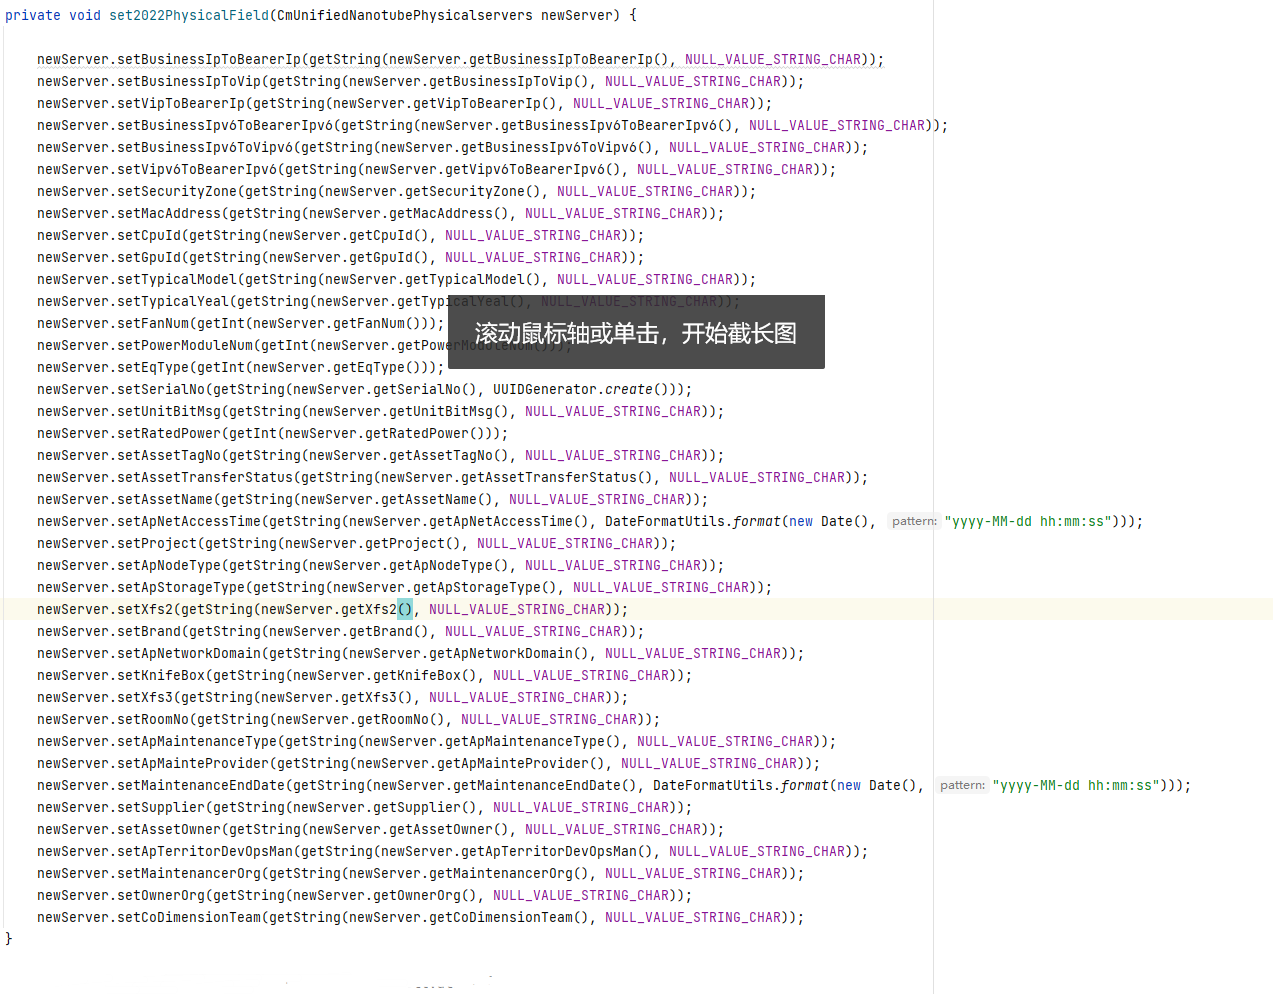 private void set2022PhysicalField(CmUnifiedNanotubePhysicalservers newServer) {
newServer.setBusinessIpToBearerIp(getString(newServer.getBusinessIpToBearerIp(), NULL_VALUE_STRING_CHAR));
newServer.setBusinessIpToVip(getString(newServer.getBusinessIpToVip(), NULL_VALUE_STRING_CHAR));
newServer.setVipToBearerIp(getString(newServer.getVipToBearerIp(), NULL_VALUE_STRING_CHAR));
newServer.setBusinessIpv6ToBearerIpv6(getString(newServer.getBusinessIpv6ToBearerIpv6(), NULL_VALUE_STRING_CHAR));
newServer.setBusinessIpv6ToVipv6(getString(newServer.getBusinessIpv6ToVipv6(), NULL_VALUE_STRING_CHAR));
newServer.setVipv6ToBearerIpv6(getString(newServer.getVipv6ToBearerIpv6(), NULL_VALUE_STRING_CHAR));
newServer.setSecurityZone(getString(newServer.getSecurityZone(), NULL_VALUE_STRING_CHAR));
newServer.setMacAddress(getString(newServer.getMacAddress(), NULL_VALUE_STRING_CHAR));
newServer.setCpuId(getString(newServer.getCpuId(), NULL_VALUE_STRING_CHAR));
newServer.setGpuId(getString(newServer.getGpuId(), NULL_VALUE_STRING_CHAR));
newServer.setTypicalModel(getString(newServer.getTypicalModel(), NULL_VALUE_STRING_CHAR));
newServer.setTypicalYeal(getString(newServer.getTypicalYeal(), NULL_VALUE_STRING_CHAR));
newServer.setFanNum(getInt(newServer.getFanNum()));
滚动鼠标轴或单击，开始截长图
newServer.setPowerModuleNum(getInt(newServer.getPowerModuleNum()));
newServer.setEqType(getInt(newServer.getEqType()));
newServer.setSerialNo(getString(newServer.getSerialNo(), UUIDGenerator.create()));
newServer.setUnitBitMsg(getString(newServer.getUnitBitMsg(), NULL_VALUE_STRING_CHAR));
newServer.setRatedPower(getInt(newServer.getRatedPower()));
newServer.setAssetTagNo(getString(newServer.getAssetTagNo(), NULL_VALUE_STRING_CHAR));
newServer.setAssetTransferStatus(getString(newServer.getAssetTransferStatus(), NULL_VALUE_STRING_CHAR));
newServer.setAssetName(getString(newServer.getAssetName(), NULL_VALUE_STRING_CHAR));
newServer.setApNetAccessTime(getString(newServer.getApNetAccessTime(), DateFormatUtils.format(new Date(), pattern: "yyyy-MM-dd hh:mm:ss")));
newServer.setProject(getString(newServer.getProject(), NULL_VALUE_STRING_CHAR));
newServer.setApNodeType(getString(newServer.getApNodeType(), NULL_VALUE_STRING_CHAR));
newServer.setApStorageType(getString(newServer.getApStorageType(), NULL_VALUE_STRING_CHAR));
newServer.setXfs2(getString(newServer.getXfs2(), NULL_VALUE_STRING_CHAR));
newServer.setBrand(getString(newServer.getBrand(), NULL_VALUE_STRING_CHAR));
newServer.setApNetworkDomain(getString(newServer.getApNetworkDomain(), NULL_VALUE_STRING_CHAR));
newServer.setKnifeBox(getString(newServer.getKnifeBox(), NULL_VALUE_STRING_CHAR));
newServer.setXfs3(getString(newServer.getXfs3(), NULL_VALUE_STRING_CHAR));
newServer.setRoomNo(getString(newServer.getRoomNo(), NULL_VALUE_STRING_CHAR));
newServer.setApMaintenanceType(getString(newServer.getApMaintenanceType(), NULL_VALUE_STRING_CHAR));
newServer.setApMainteProvider(getString(newServer.getApMainteProvider(), NULL_VALUE_STRING_CHAR));
newServer.setMaintenanceEndDate(getString(newServer.getMaintenanceEndDate(), DateFormatUtils.format(new Date(), pattern: "yyyy-MM-dd hh:mm:ss")));
newServer.setSupplier(getString(newServer.getSupplier(), NULL_VALUE_STRING_CHAR));
newServer.setAssetOwner(getString(newServer.getAssetOwner(), NULL_VALUE_STRING_CHAR));
newServer.setApTerritorDevOpsMan(getString(newServer.getApTerritorDevOpsMan(), NULL_VALUE_STRING_CHAR));
newServer.setMaintenancerOrg(getString(newServer.getMaintenancerOrg(), NULL_VALUE_STRING_CHAR));
newServer.setOwnerOrg(getString(newServer.getOwnerOrg(), NULL_VALUE_STRING_CHAR));
newServer.setCoDimensionTeam(getString(newServer.getCoDimensionTeam(), NULL_VALUE_STRING_CHAR));
}